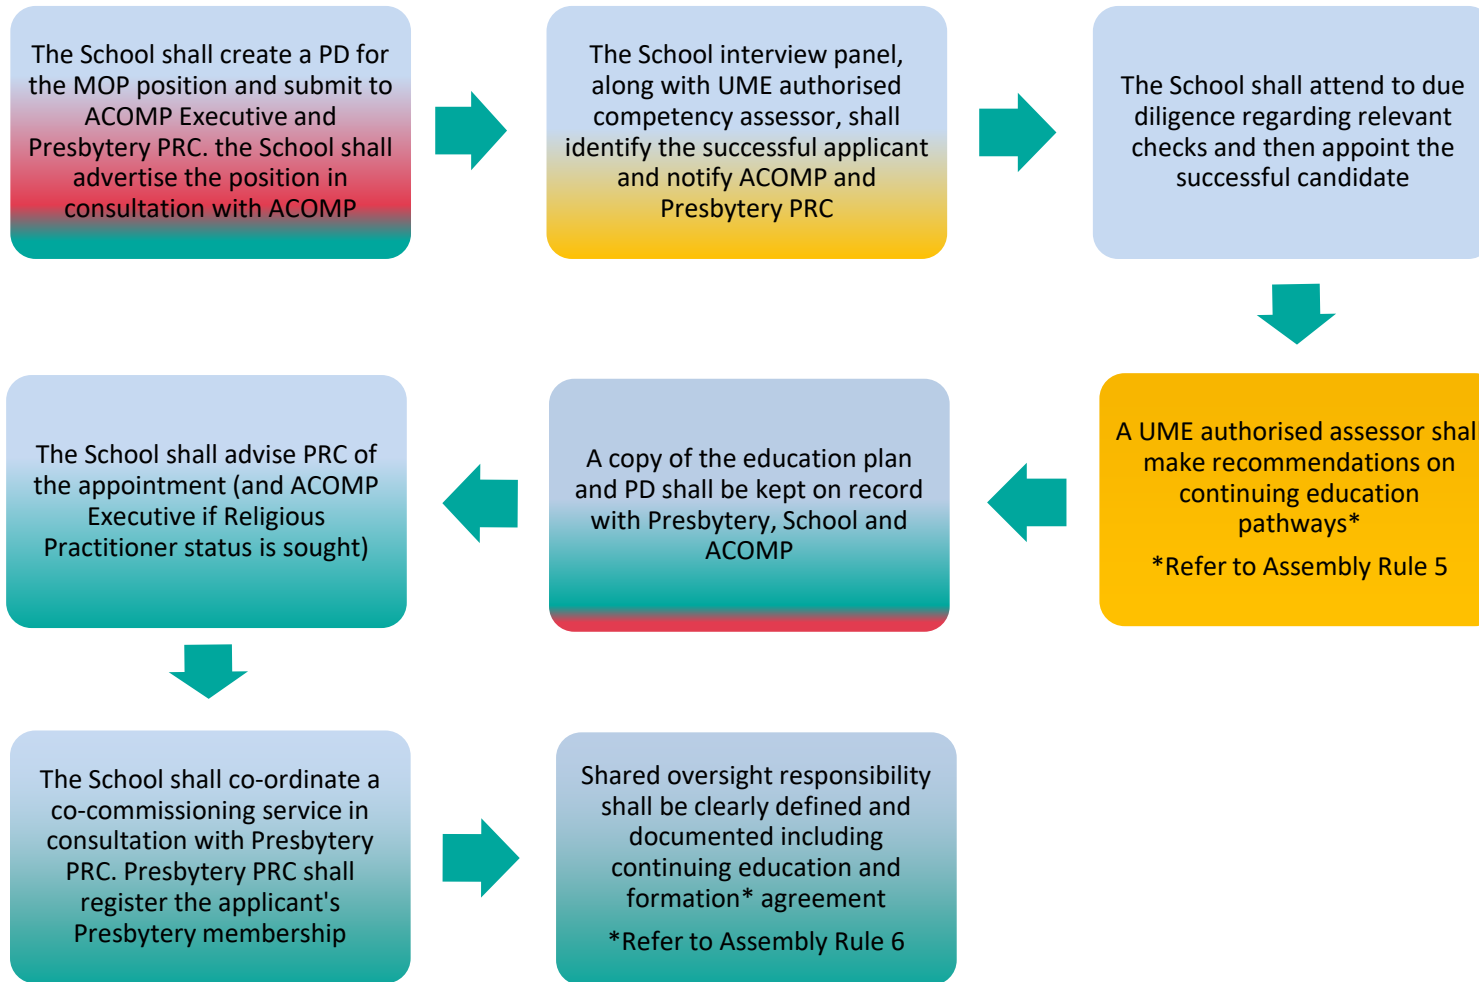 The School shall create a PD for
the MOP position and submit to
ACOMP Executive and
Presbytery PRC. the School shall
advertise the position in
consultation with ACOMP
The School interview panel,
along with UME authorised
competency assessor, shall
identify the successful applicant
and notify ACOMP and
Presbytery PRC
The School shall attend to due
diligence regarding relevant
checks and then appoint the
successful candidate
A UME authorised assessor shall
make recommendations on
continuing education
pathways*
*Refer to Assembly Rule 5
A copy of the education plan
and PD shall be kept on record
with Presbytery, School and
ACOMP
The School shall advise PRC of
the appointment (and ACOMP
Executive if Religious
Practitioner status is sought)
The School shall co-ordinate a
co-commissioning service in
consultation with Presbytery
PRC. Presbytery PRC shall
register the applicant's
Presbytery membership
Shared oversight responsibility
shall be clearly defined and
documented including
continuing education and
formation* agreement
*Refer to Assembly Rule 6